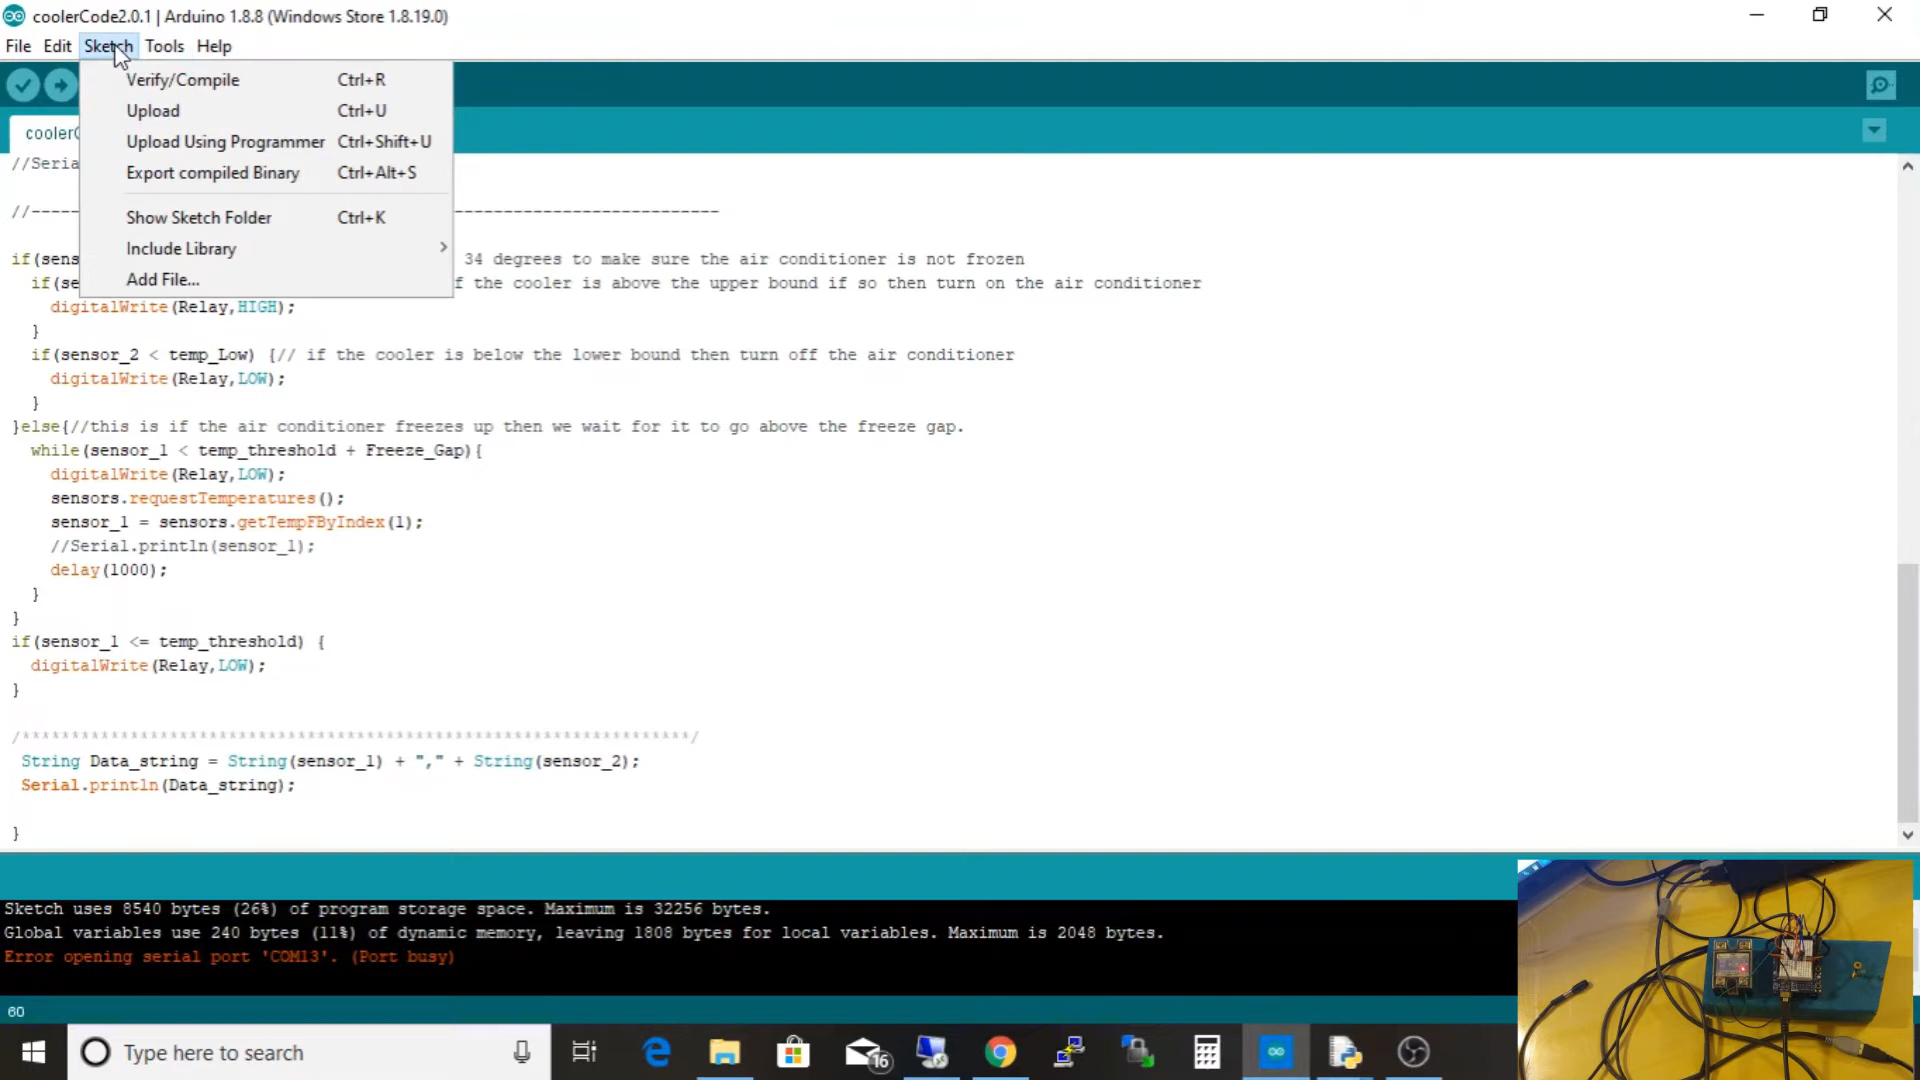 coolerCode2.0.1 | Arduino 1.8.8 (Windows Store 1.8.19.0)
File Edit Sketch Tools Help
Verify/Compile Ctrl+R
Upload Ctrl+U
Upload Using Programmer Ctrl+Shift+U
Export compiled Binary Ctrl+Alt+S
Show Sketch Folder Ctrl+K
Include Library
Add File...
coolerC
//Seria
//----- ---------------------------
if(sens 34 degrees to make sure the air conditioner is not frozen
if(se f the cooler is above the upper bound if so then turn on the air conditioner
digitalWrite(Relay,HIGH);
}
if(sensor_2 < temp_Low) {// if the cooler is below the lower bound then turn off the air conditioner
digitalWrite(Relay,LOW);
}
}else{//this is if the air conditioner freezes up then we wait for it to go above the freeze gap.
while(sensor_1 < temp_threshold + Freeze_Gap){
digitalWrite(Relay,LOW);
sensors.requestTemperatures();
sensor_1 = sensors.getTempFByIndex(1);
//Serial.println(sensor_1);
delay(1000);
}
}
if(sensor_1 <= temp_threshold) {
digitalWrite(Relay,LOW);
}
/********************************************************************/
String Data_string = String(sensor_1) + "," + String(sensor_2);
Serial.println(Data_string);
}
Sketch uses 8540 bytes (26%) of program storage space. Maximum is 32256 bytes.
Global variables use 240 bytes (11%) of dynamic memory, leaving 1808 bytes for local variables. Maximum is 2048 bytes.
Error opening serial port 'COM13'. (Port busy)
60
Type here to search
16